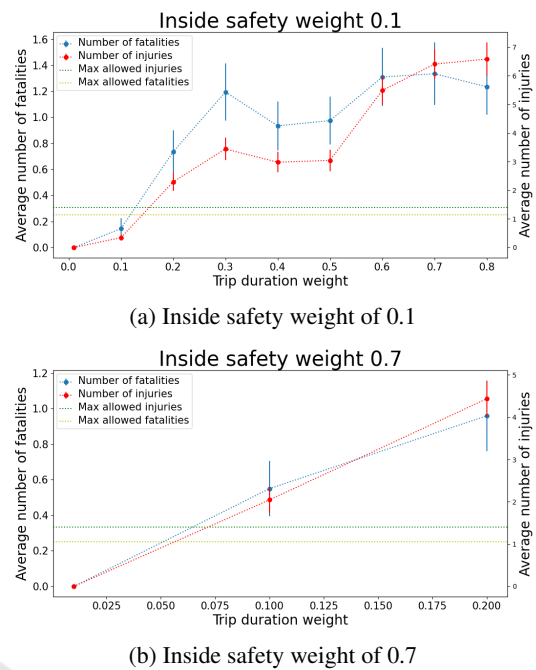 Inside safety weight 0.1
Number of fatalities
Number of injuries
Max allowed injuries
Max allowed fatalities
Average number of fatalities
0.0 0.2 0.4 0.6 0.8 1.0 1.2 1.4 1.6
Average number of injuries
0 1 2 3 4 5 6 7
0.0 0.1 0.2 0.3 0.4 0.5 0.6 0.7 0.8
Trip duration weight
(a) Inside safety weight of 0.1
Inside safety weight 0.7
Number of fatalities
Number of injuries
Max allowed injuries
Max allowed fatalities
Average number of fatalities
0.0 0.2 0.4 0.6 0.8 1.0 1.2
Average number of injuries
0 1 2 3 4 5
0.025 0.050 0.075 0.100 0.125 0.150 0.175 0.200
Trip duration weight
(b) Inside safety weight of 0.7